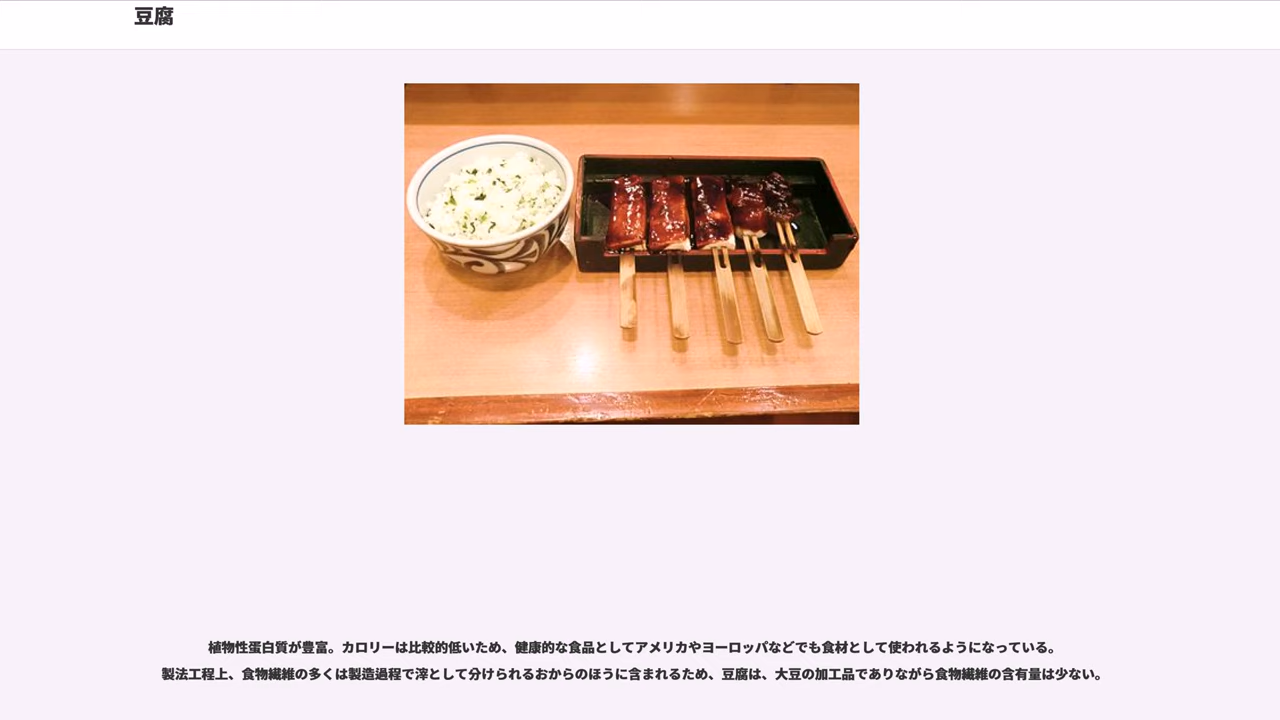 豆腐
植物性蛋白質が豊富。カロリーは比較的低いため、健康的な食品としてアメリカやヨーロッパなどでも食材として使われるようになっている。
製法工程上、食物繊維の多くは製造過程で滓として分けられるおからのほうに含まれるため、豆腐は、大豆の加工品でありながら食物繊維の含有量は少ない。